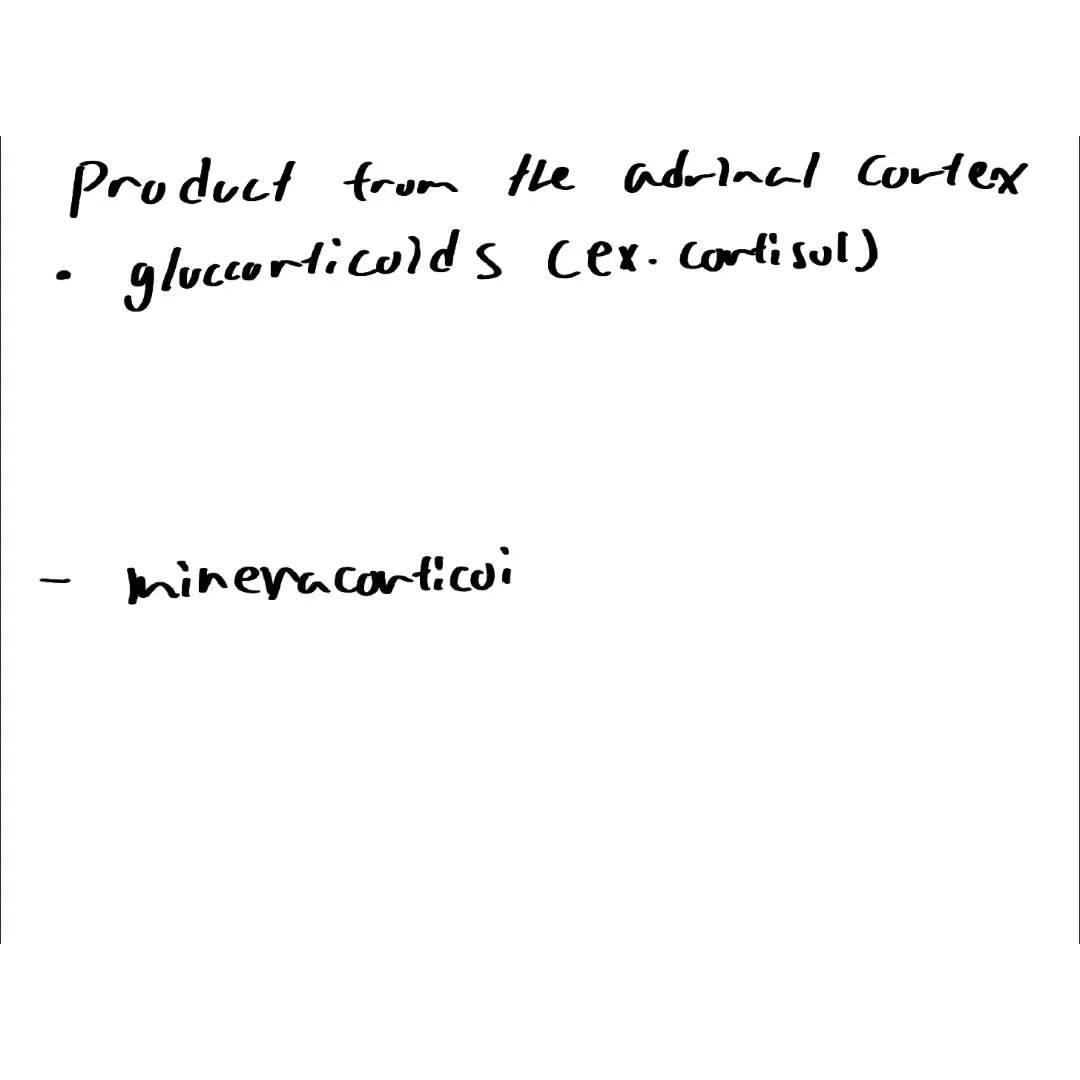 Product from the adrinal cortex
• gluccorticoids (ex. cortisol)
- mineracorticoi